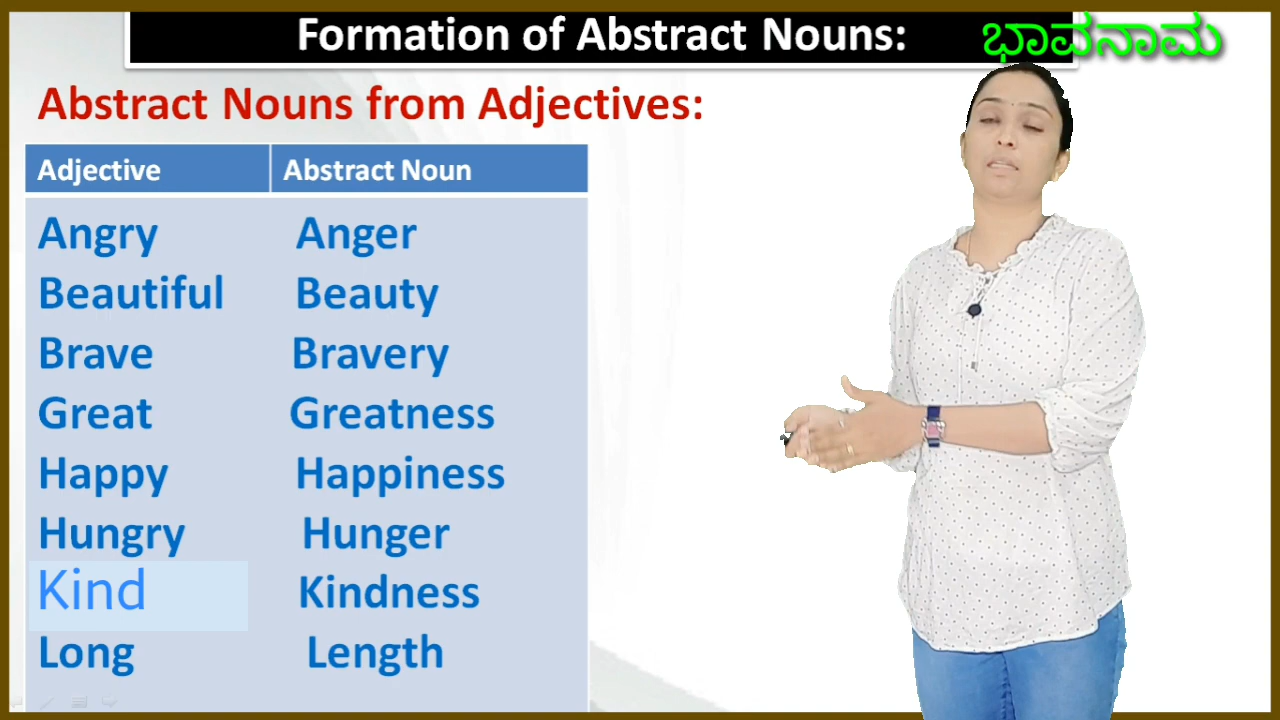 Formation of Abstract Nouns: ಭಾವನಾಮ
Abstract Nouns from Adjectives:
Adjective Abstract Noun
Angry Anger
Beautiful Beauty
Brave Bravery
Great Greatness
Happy Happiness
Hungry Hunger
Kind Kindness
Long Length